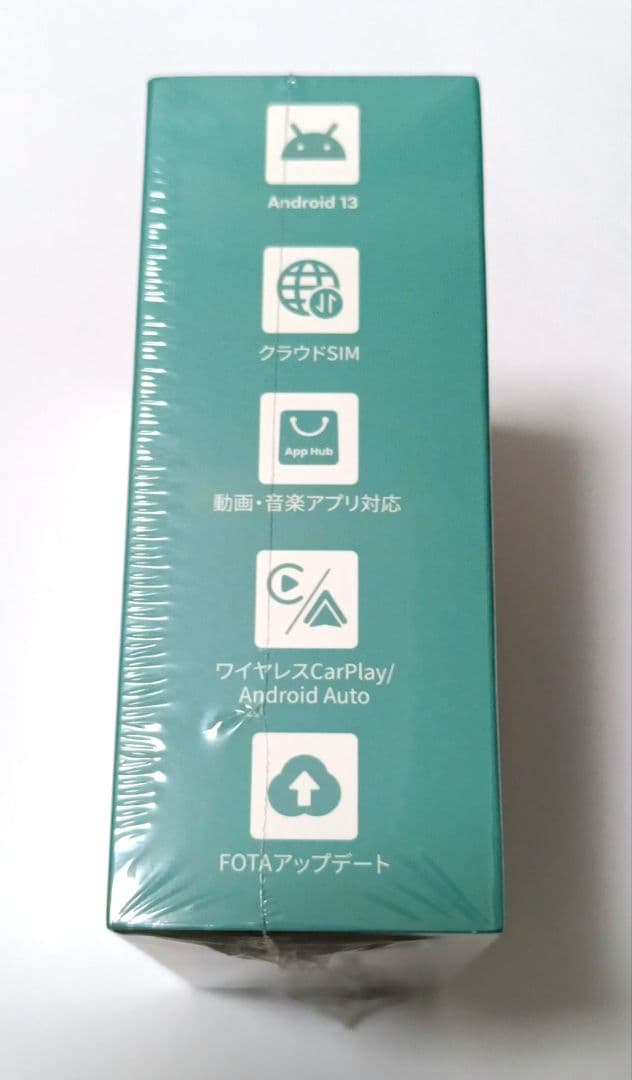 Android 13
クラウドSIM
App Hub
動画・音楽アプリ対応
ワイヤレスCarPlay/
Android Auto
FOTAアップデート